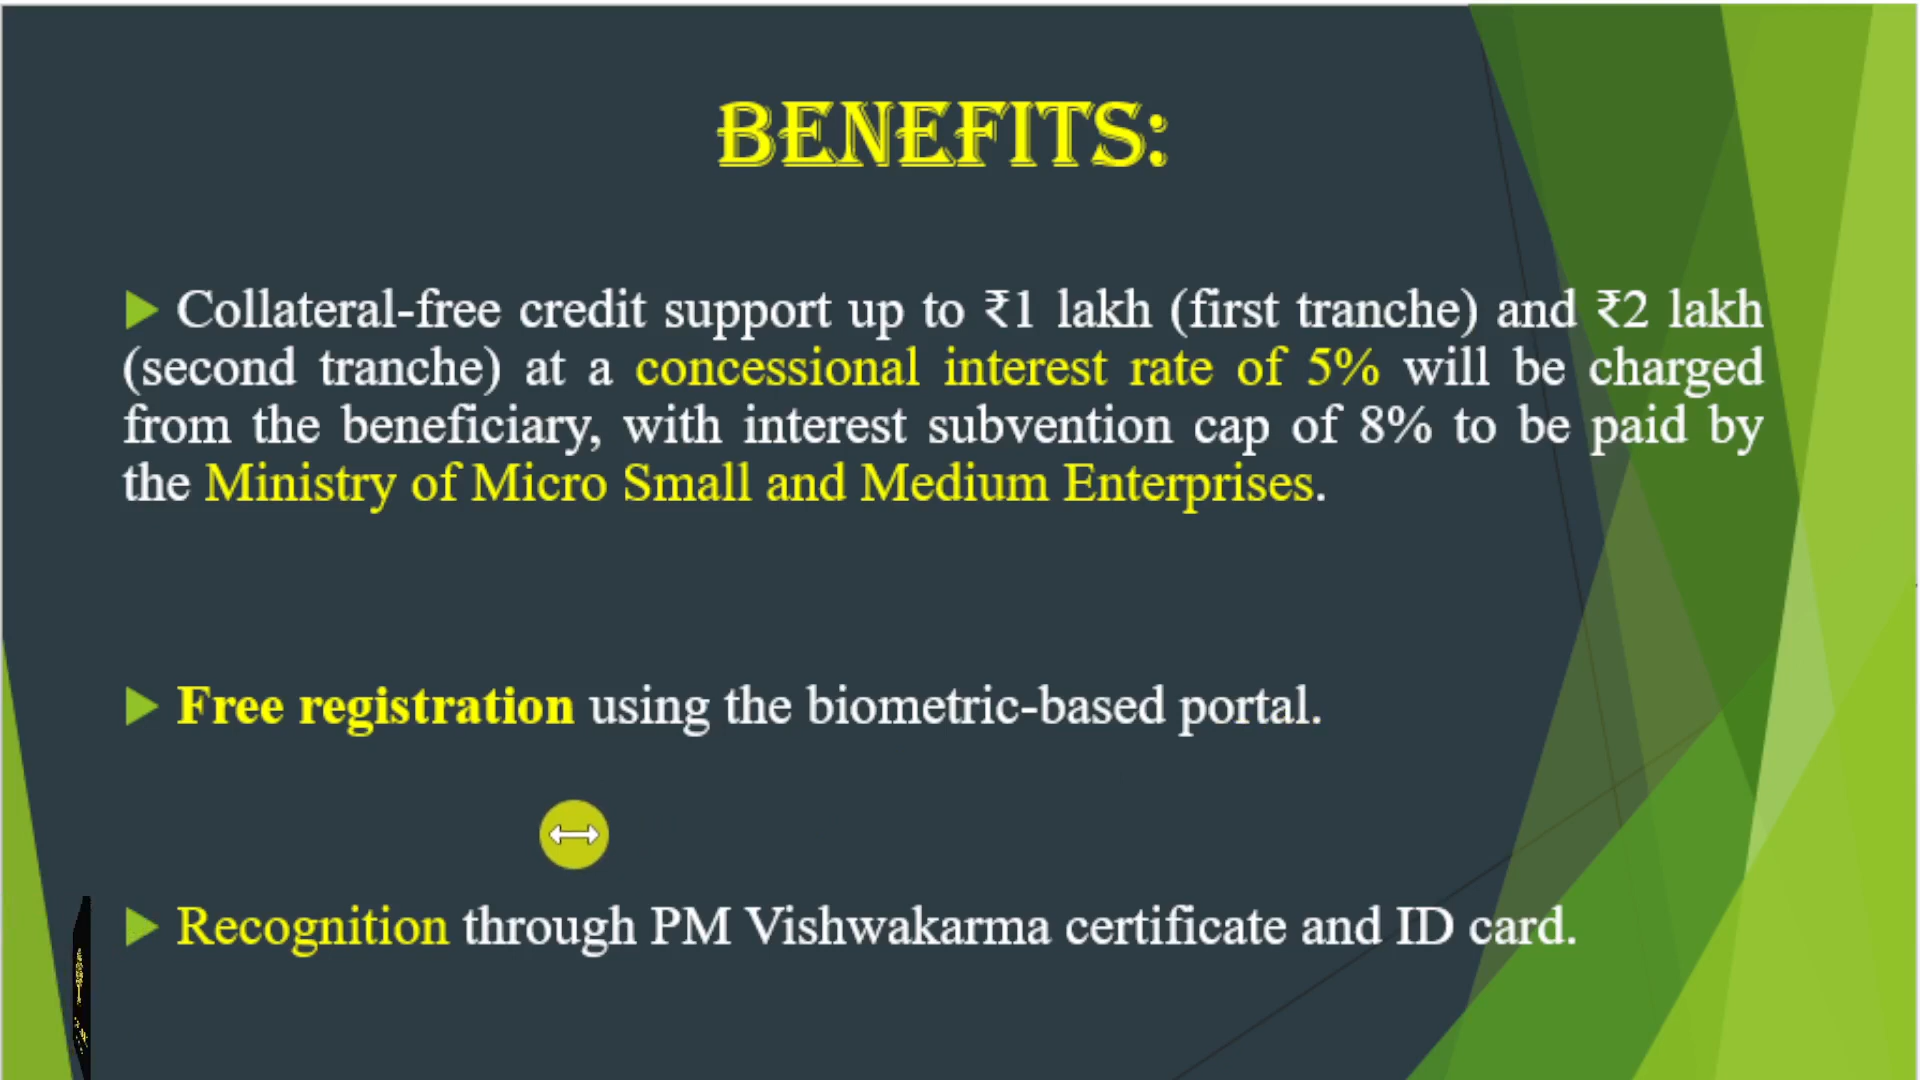 BENEFITS:
Collateral-free credit support up to ₹1 lakh (first tranche) and ₹2 lakh
(second tranche) at a concessional interest rate of 5% will be charged
from the beneficiary, with interest subvention cap of 8% to be paid by
the Ministry of Micro Small and Medium Enterprises.
Free registration using the biometric-based portal.
Recognition through PM Vishwakarma certificate and ID card.